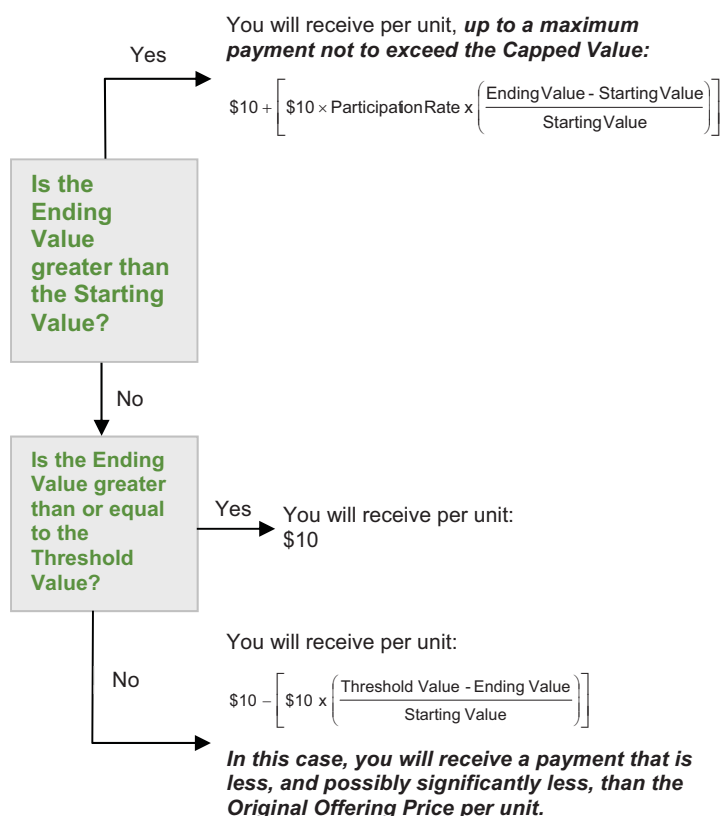 You will receive per unit, up to a maximum
payment not to exceed the Capped Value:
Yes
$10 + [ $10 × Participation Rate x ( Ending Value - Starting Value
Starting Value ) ]
Is the
Ending
Value
greater than
the Starting
Value?
No
Is the Ending
Value greater
than or equal
to the
Threshold
Value?
Yes
You will receive per unit:
$10
You will receive per unit:
No
$10 − [ $10 x ( Threshold Value - Ending Value
Starting Value ) ]
In this case, you will receive a payment that is
less, and possibly significantly less, than the
Original Offering Price per unit.